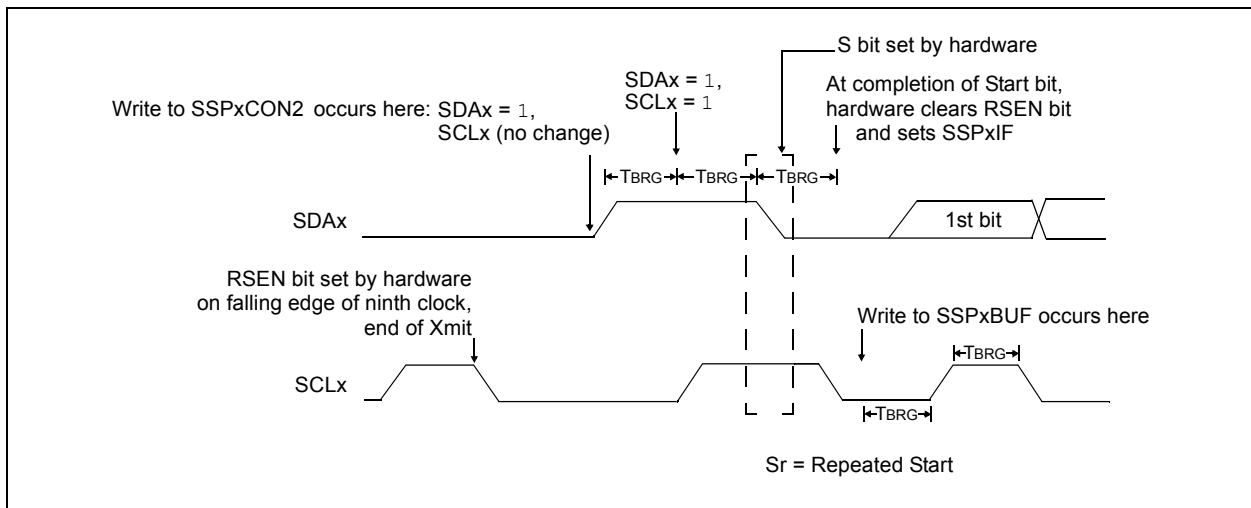 S bit set by hardware
SDAx = 1,
SCLx = 1
At completion of Start bit,
hardware clears RSEN bit
and sets SSPxIF
Write to SSPxCON2 occurs here: SDAx = 1,
SCLx (no change)
TBRG TBRG TBRG
SDAx
1st bit
RSEN bit set by hardware
on falling edge of ninth clock,
end of Xmit
Write to SSPxBUF occurs here
TBRG
SCLx
TBRG
Sr = Repeated Start